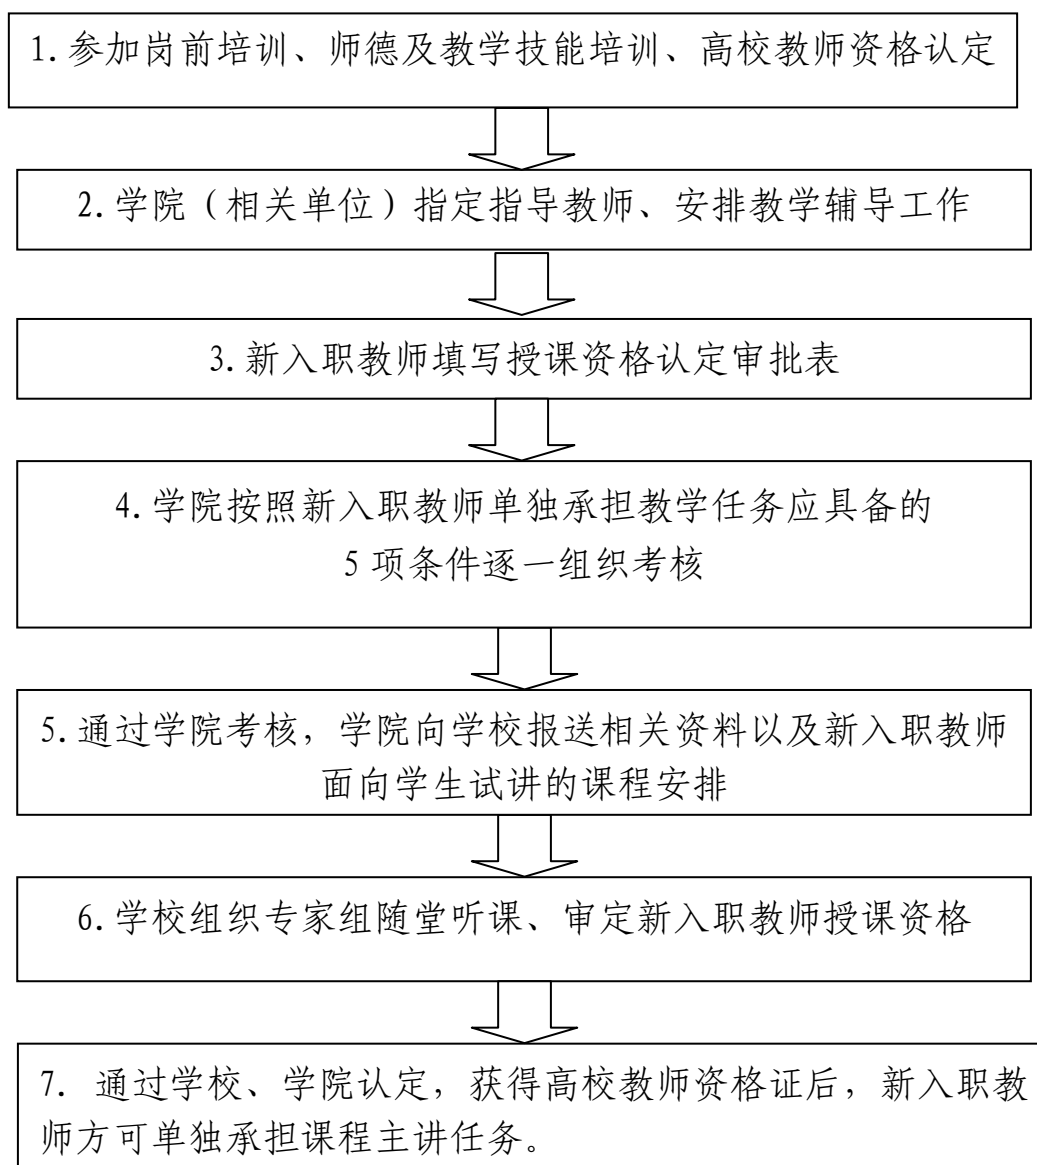 1.参加岗前培训、师德及教学技能培训、高校教师资格认定
2.学院（相关单位）指定指导教师、安排教学辅导工作
3.新入职教师填写授课资格认定审批表
4.学院按照新入职教师单独承担教学任务应具备的
5 项条件逐一组织考核
5.通过学院考核，学院向学校报送相关资料以及新入职教师
面向学生试讲的课程安排
6.学校组织专家组随堂听课、审定新入职教师授课资格
7. 通过学校、学院认定，获得高校教师资格证后，新入职教
师方可单独承担课程主讲任务。